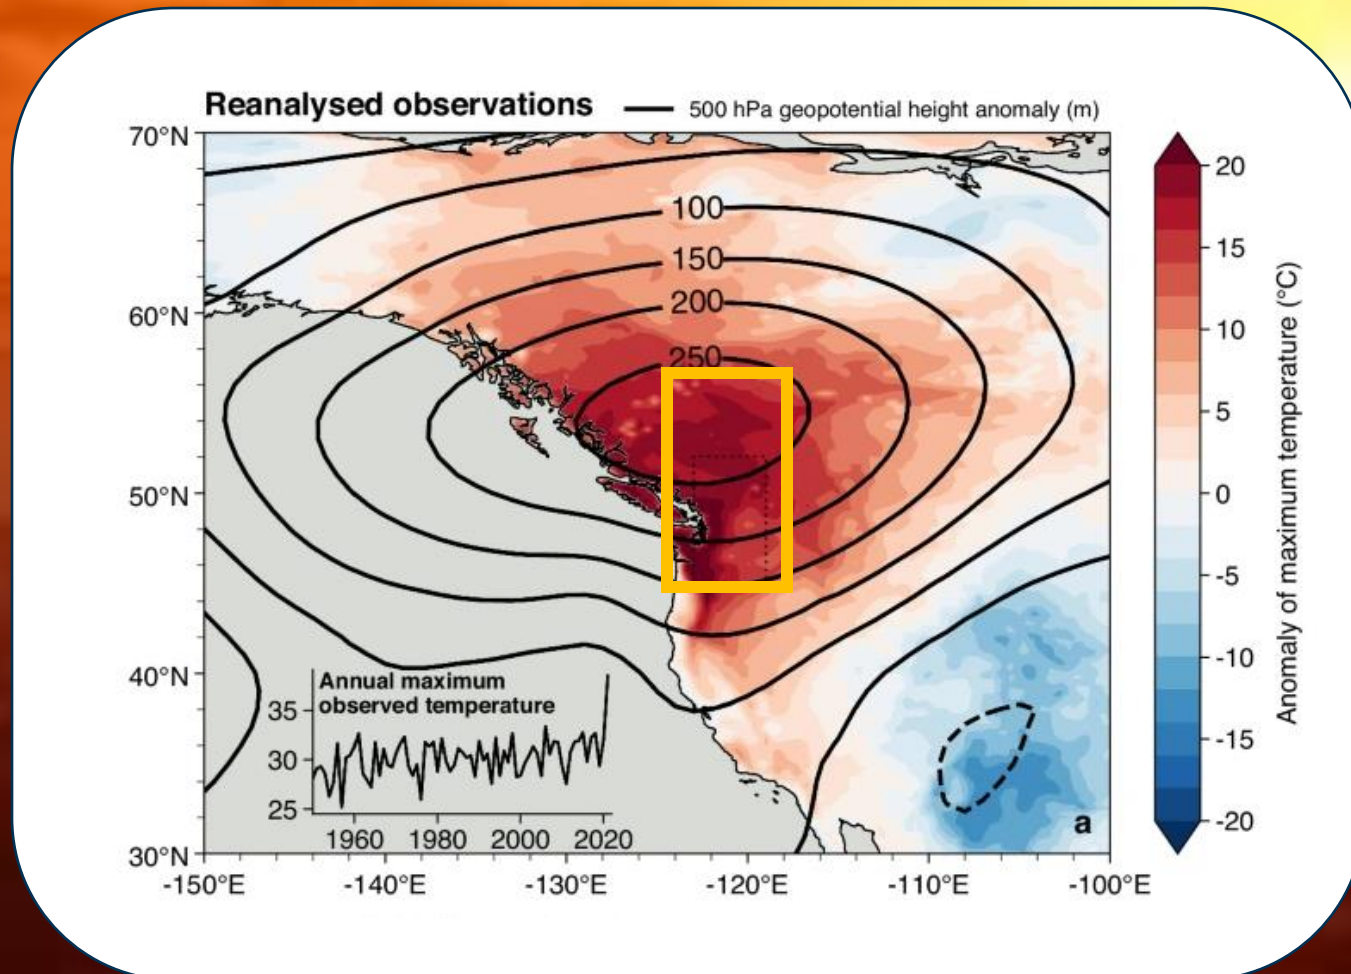 Reanalysed observations
500 hPa geopotential height anomaly (m)
70°N
60°N
50°N
40°N
30°N
100
150
200
250
Annual maximum
observed temperature
35
30
25
1960 1980 2000 2020
a
-150°E -140°E -130°E -120°E -110°E -100°E
20
15
10
5
0
-5
-10
-15
-20
Anomaly of maximum temperature (°C)